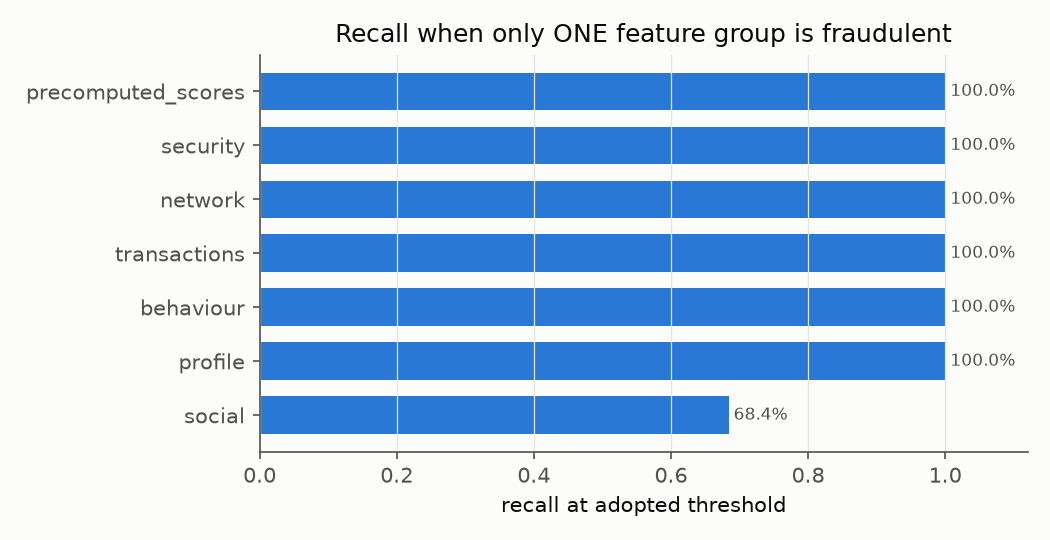 Recall when only ONE feature group is fraudulent
precomputed_scores 100.0%
security 100.0%
network 100.0%
transactions 100.0%
behaviour 100.0%
profile 100.0%
social 68.4%
0.0 0.2 0.4 0.6 0.8 1.0
recall at adopted threshold